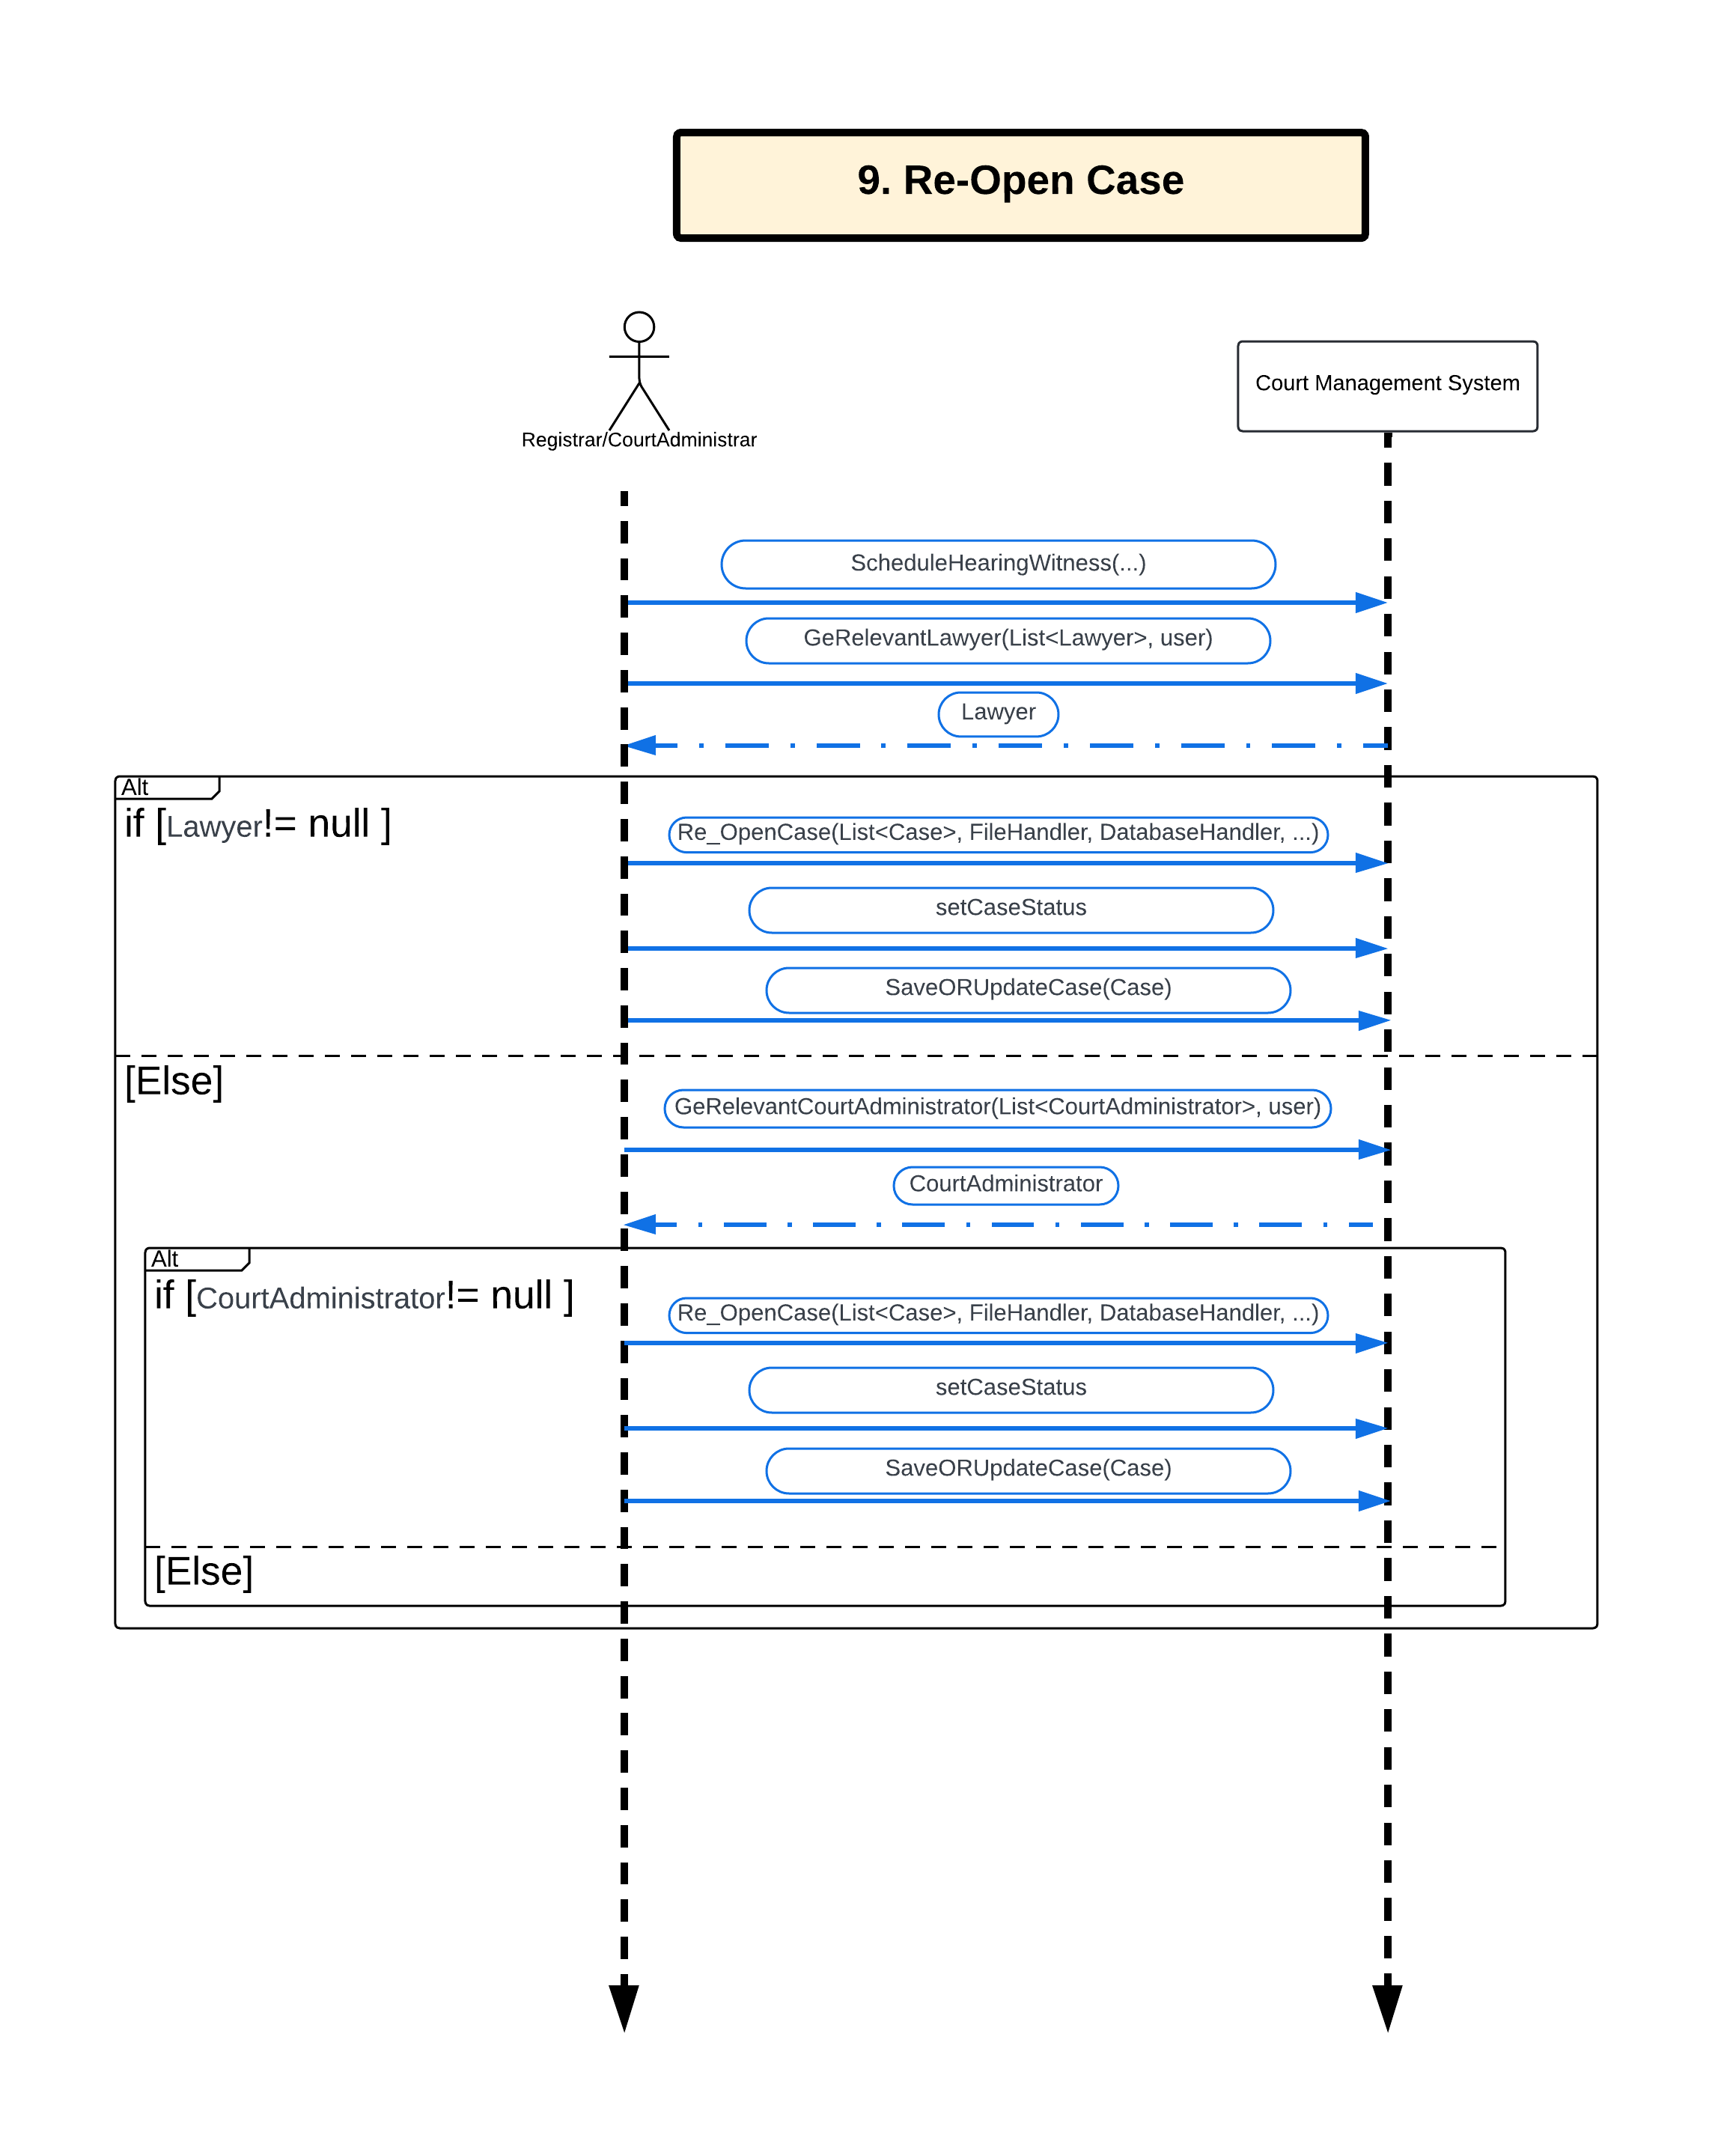 9. Re-Open Case
Registrar/CourtAdministrar
Court Management System
ScheduleHearingWitness(...)
GeRelevantLawyer(List<Lawyer>, user)
Lawyer
Alt
if [Lawyer!= null ]
Re_OpenCase(List<Case>, FileHandler, DatabaseHandler, ...)
setCaseStatus
SaveORUpdateCase(Case)
[Else]
GeRelevantCourtAdministrator(List<CourtAdministrator>, user)
CourtAdministrator
Alt
if [CourtAdministrator!= null ]
Re_OpenCase(List<Case>, FileHandler, DatabaseHandler, ...)
setCaseStatus
SaveORUpdateCase(Case)
[Else]